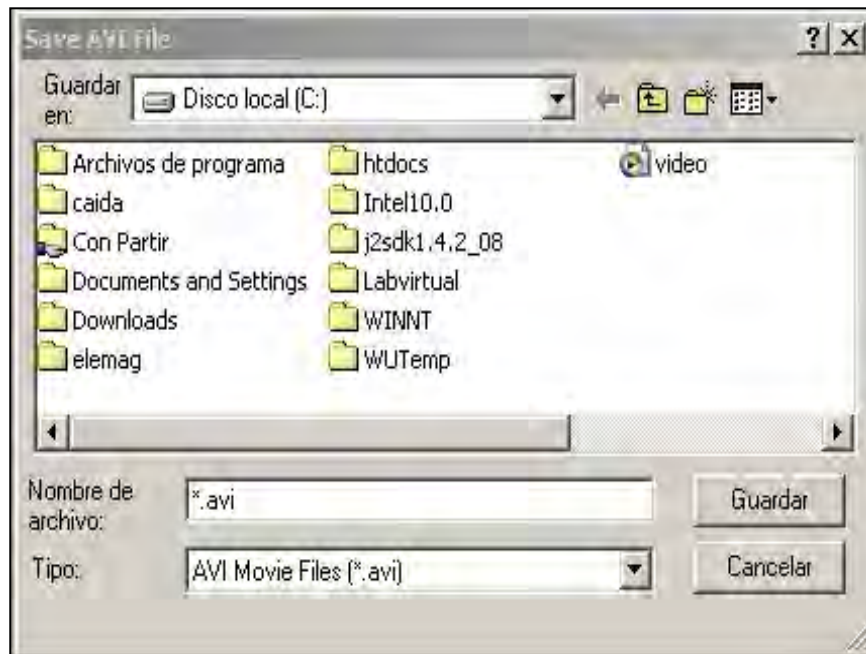 Save AVI File
Guardar en:
Disco local (C:)
Archivos de programa
caida
Con Partir
Documents and Settings
Downloads
elemag
htdocs
Intel10.0
j2sdk1.4.2_08
Labvirtual
WINNT
WUTemp
video
Nombre de archivo:
*.avi
Guardar
Tipo:
AVI Movie Files (*.avi)
Cancelar